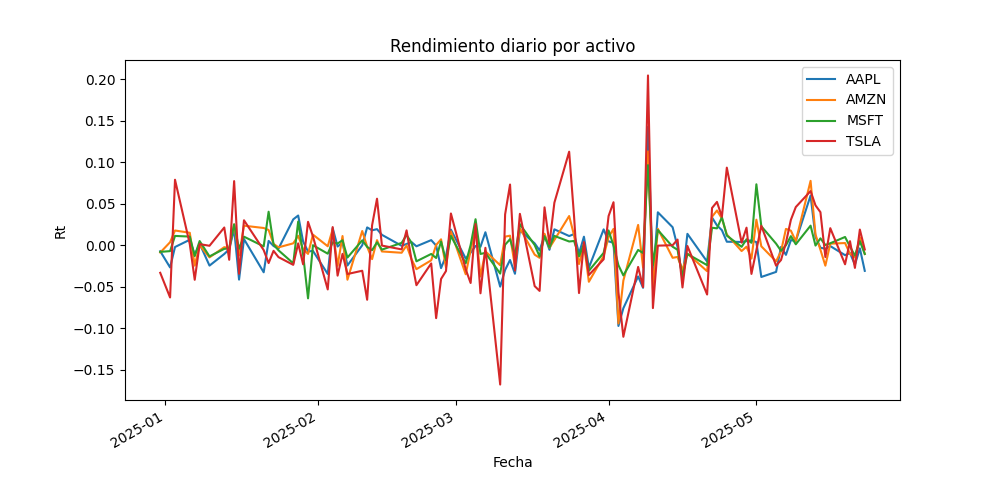 Rendimiento diario por activo
AAPL
AMZN
MSFT
TSLA
Rt
0.20
0.15
0.10
0.05
0.00
−0.05
−0.10
−0.15
2025-01
2025-02
2025-03
2025-04
2025-05
Fecha